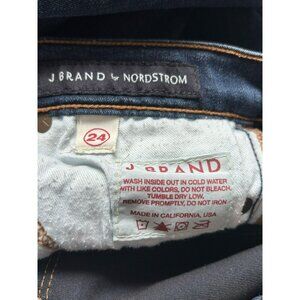 J BRAND for NORDSTROM
24
J BRAND
WASH INSIDE OUT IN COLD WATER
WITH LIKE COLORS, DO NOT BLEACH,
TUMBLE DRY LOW,
REMOVE PROMPTLY, DO NOT IRON
MADE IN CALIFORNIA, USA